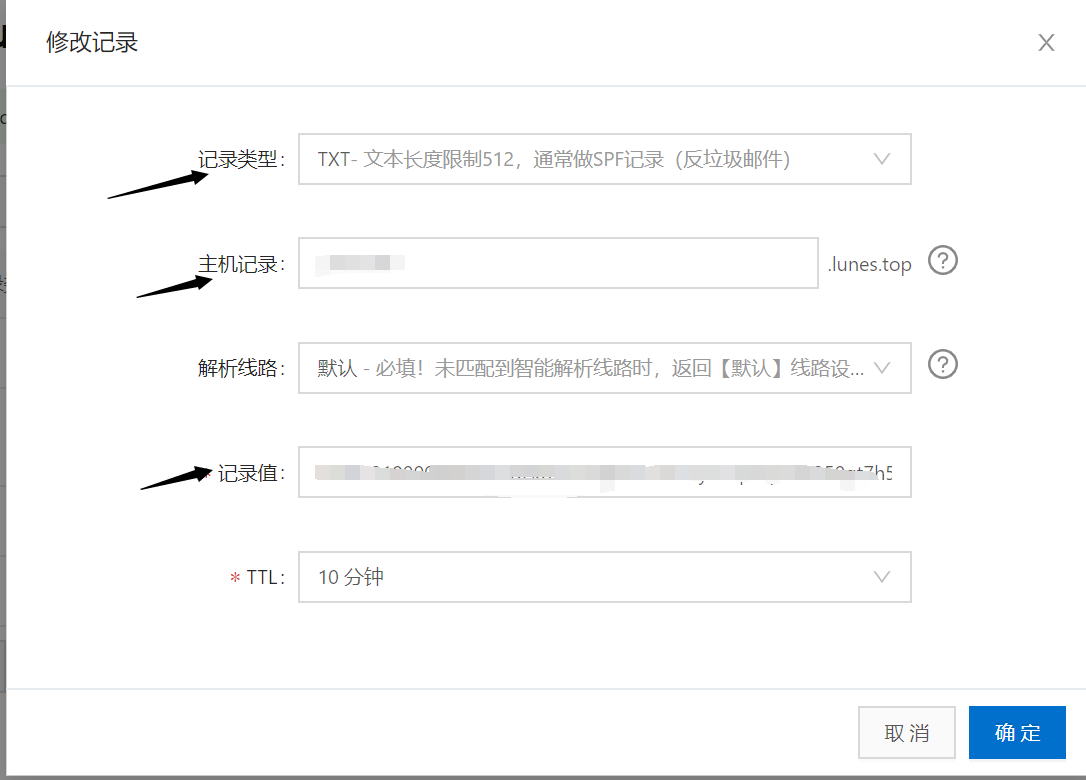 修改记录
记录类型:
TXT- 文本长度限制512，通常做SPF记录（反垃圾邮件）
主机记录:
.lunes.top
?
解析线路:
默认 - 必填！未匹配到智能解析线路时，返回【默认】线路设...
?
记录值:
* TTL:
10 分钟
取 消
确 定